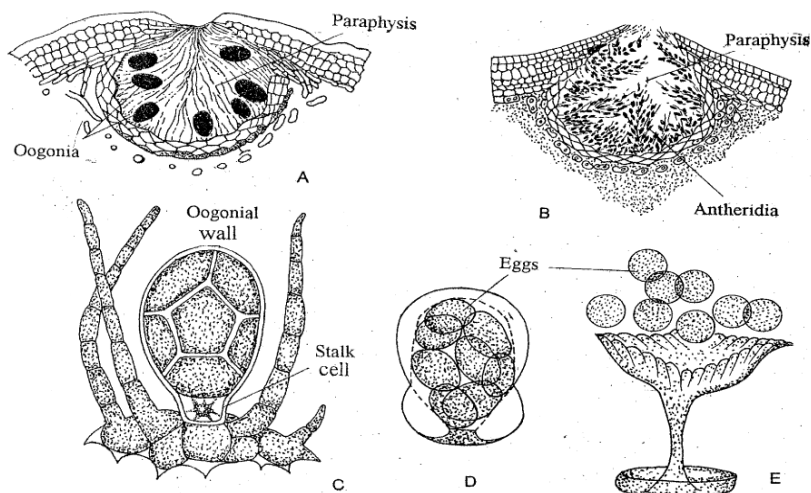 Paraphysis
Oogonia
A
Paraphysis
B
Antheridia
Oogonial
wall
Stalk
cell
C
Eggs
D
E